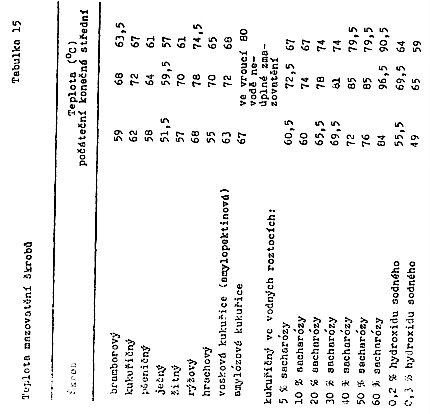 Teplota mazovatění škrobů Tabulka 15
Škrob Teplota (°C)
počáteční konečná střední
bramborový 59 68 63,5
kukuřičný 62 72 67
pšeničný 58 64 61
ječný 51,5 59,5 57
žitný 57 70 61
rýžový 68 78 74,5
hrachový 55 70 65
vosková kukuřice (amylopektinová) 63 72 68
amylózová kukuřice 67 ve vroucí 80
vodě ne-
úplné zma-
zovatění
kukuřičný ve vodných roztocích:
5 % sacharózy 60,5 72,5 67
10 % sacharózy 60 74 67
20 % sacharózy 65,5 78 74
30 % sacharózy 69,5 81 74
40 % sacharózy 72 85 79,5
50 % sacharózy 76 85 79,5
60 % sacharózy 84 96,5 90,5
0,2 % hydroxidu sodného 55,5 69,5 64
0,3 % hydroxidu sodného 49 65 59